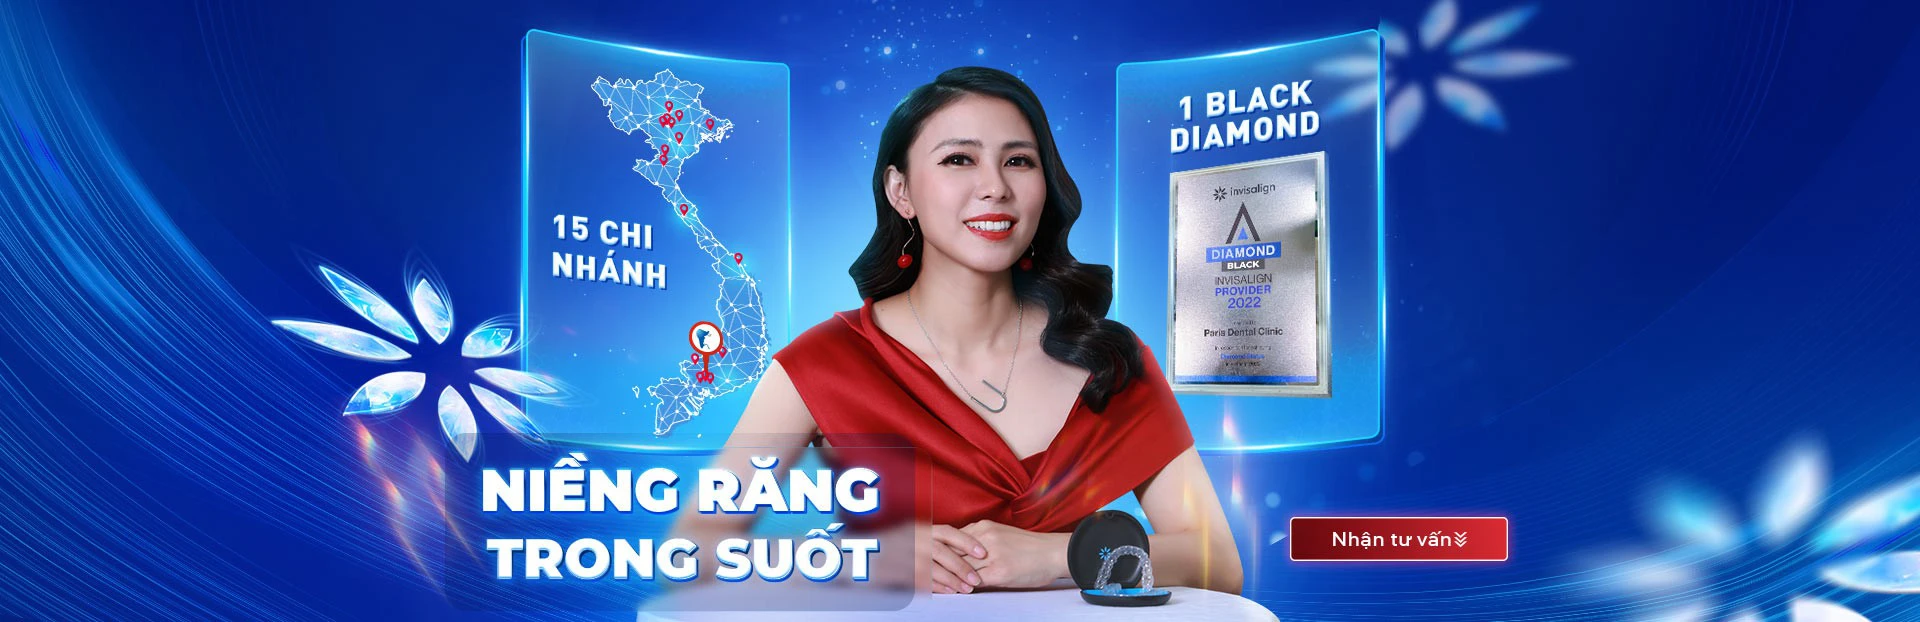 15 CHI
NHÁNH
1 BLACK
DIAMOND
invisalign
DIAMOND
BLACK
INVISALIGN
PROVIDER
2022
Paris Dental Clinic
NIỀNG RĂNG
TRONG SUỐT
Nhận tư vấn